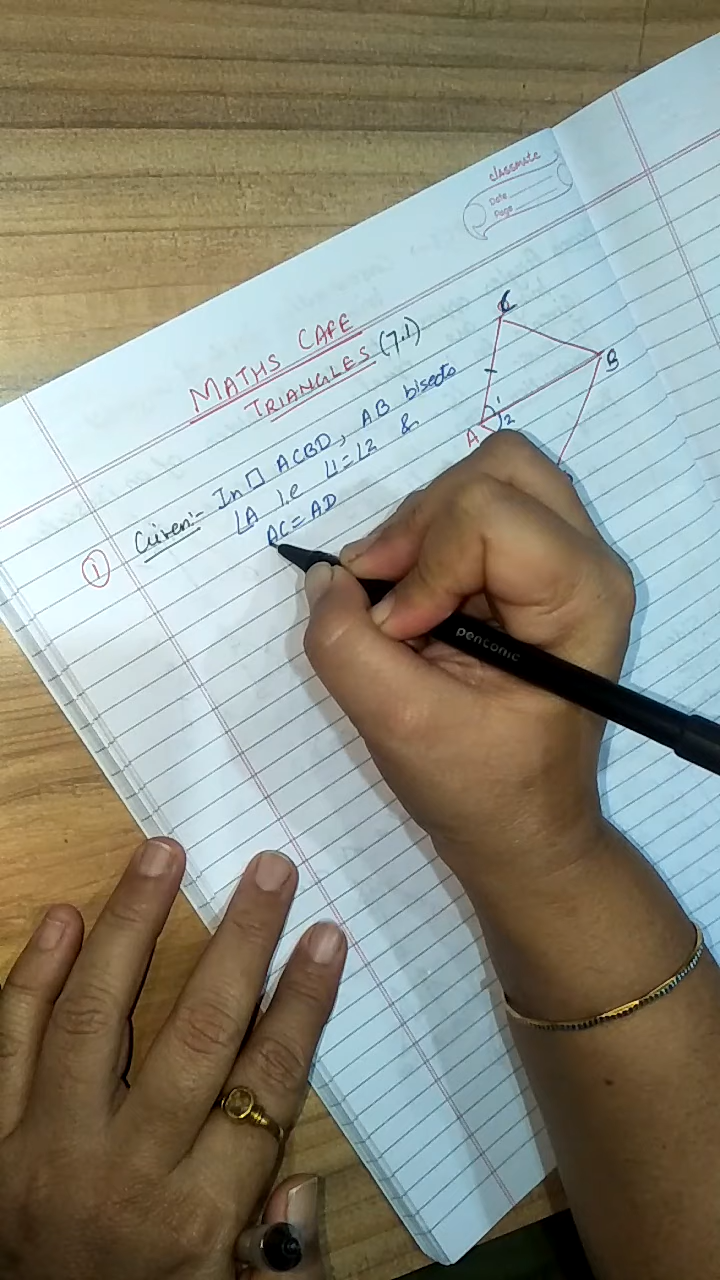 classmate
Date
Page
MATHS CAFE
TRIANGLES (7.1)
① Given:- In □ ACBD, AB bisects
∠A i.e ∠1=∠2 &
AC = AD
C
B
A
1
2
pentonic